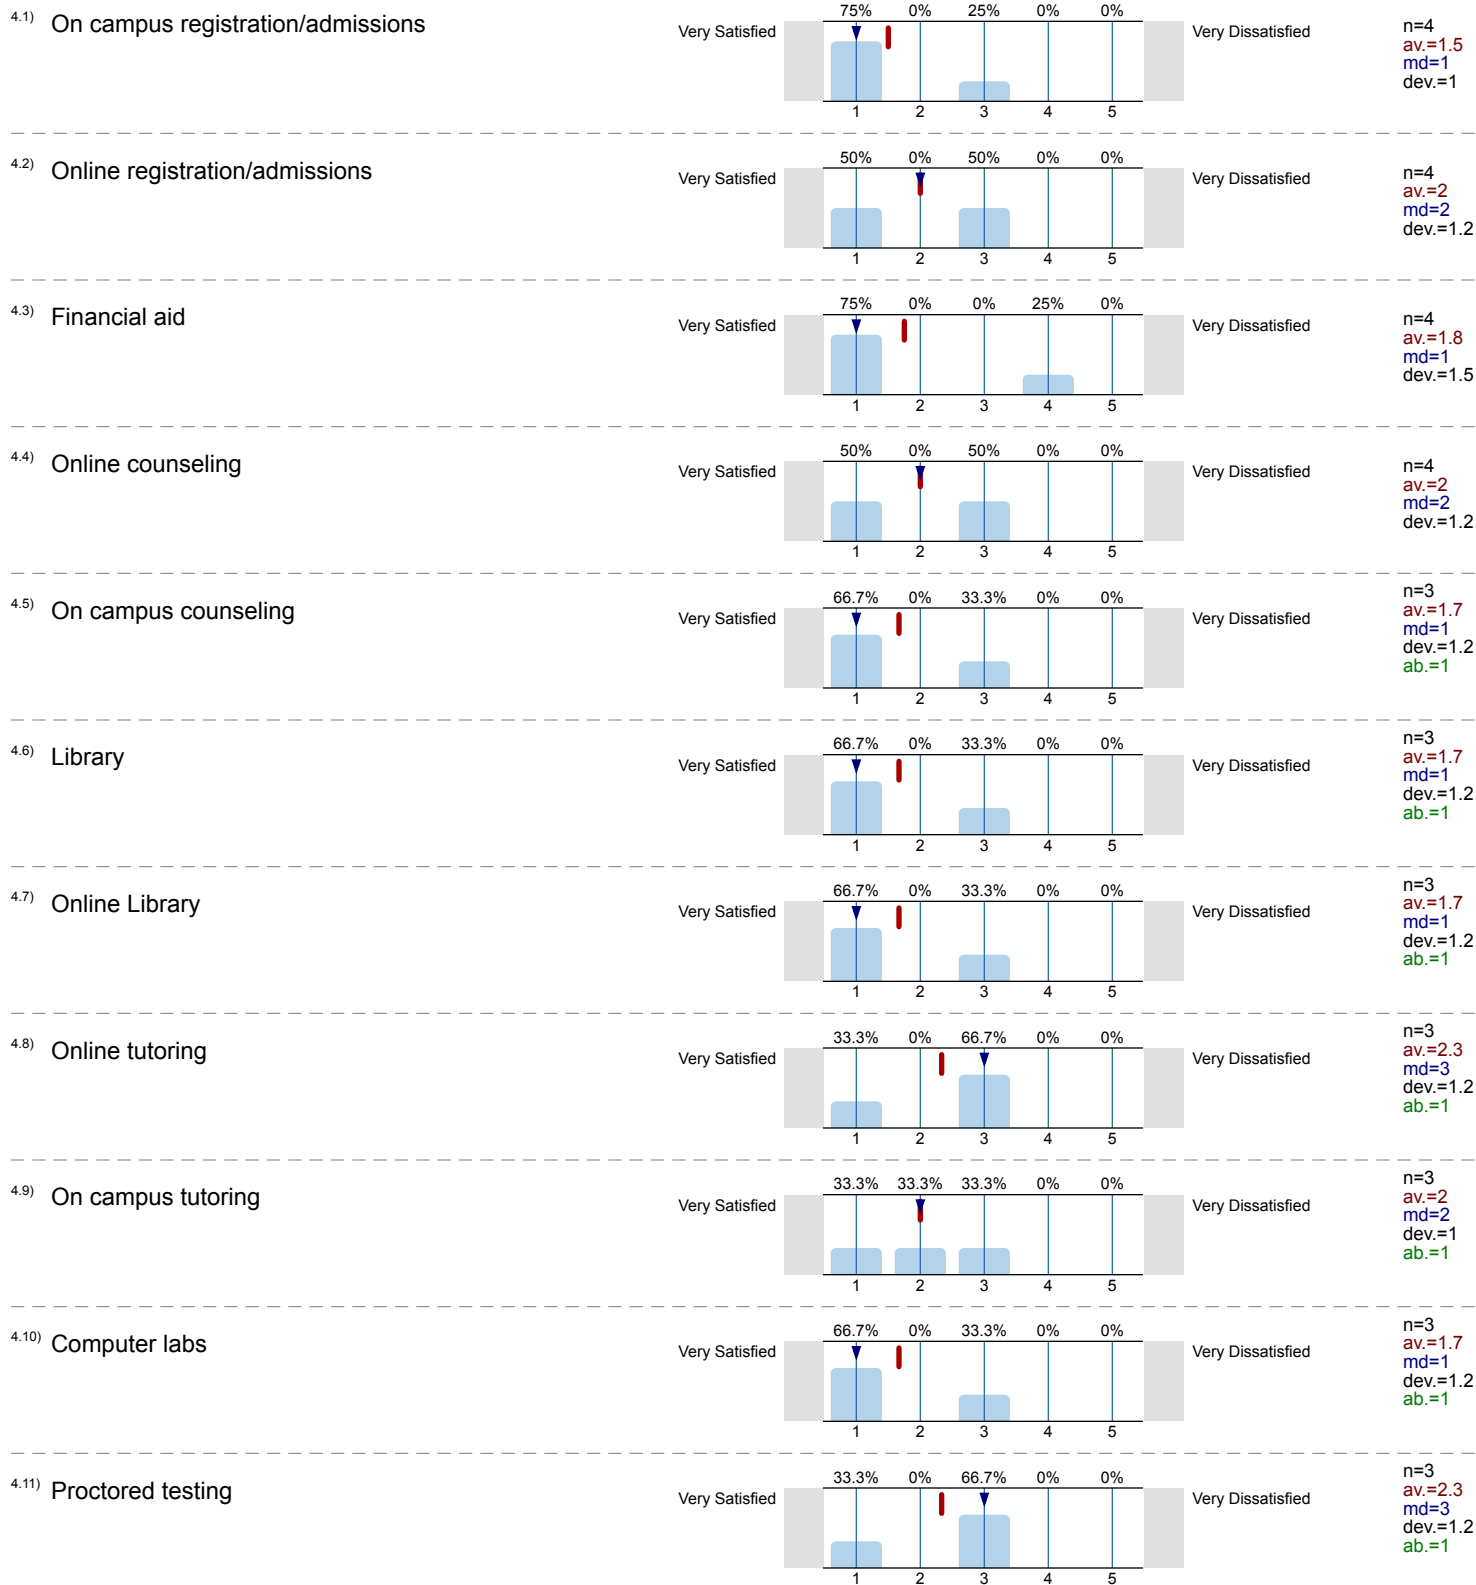 4.1) On campus registration/admissions
Very Satisfied
75% 0% 25% 0% 0%
1 2 3 4 5
Very Dissatisfied
n=4
av.=1.5
md=1
dev.=1
4.2) Online registration/admissions
Very Satisfied
50% 0% 50% 0% 0%
1 2 3 4 5
Very Dissatisfied
n=4
av.=2
md=2
dev.=1.2
4.3) Financial aid
Very Satisfied
75% 0% 0% 25% 0%
1 2 3 4 5
Very Dissatisfied
n=4
av.=1.8
md=1
dev.=1.5
4.4) Online counseling
Very Satisfied
50% 0% 50% 0% 0%
1 2 3 4 5
Very Dissatisfied
n=4
av.=2
md=2
dev.=1.2
4.5) On campus counseling
Very Satisfied
66.7% 0% 33.3% 0% 0%
1 2 3 4 5
Very Dissatisfied
n=3
av.=1.7
md=1
dev.=1.2
ab.=1
4.6) Library
Very Satisfied
66.7% 0% 33.3% 0% 0%
1 2 3 4 5
Very Dissatisfied
n=3
av.=1.7
md=1
dev.=1.2
ab.=1
4.7) Online Library
Very Satisfied
66.7% 0% 33.3% 0% 0%
1 2 3 4 5
Very Dissatisfied
n=3
av.=1.7
md=1
dev.=1.2
ab.=1
4.8) Online tutoring
Very Satisfied
33.3% 0% 66.7% 0% 0%
1 2 3 4 5
Very Dissatisfied
n=3
av.=2.3
md=3
dev.=1.2
ab.=1
4.9) On campus tutoring
Very Satisfied
33.3% 33.3% 33.3% 0% 0%
1 2 3 4 5
Very Dissatisfied
n=3
av.=2
md=2
dev.=1
ab.=1
4.10) Computer labs
Very Satisfied
66.7% 0% 33.3% 0% 0%
1 2 3 4 5
Very Dissatisfied
n=3
av.=1.7
md=1
dev.=1.2
ab.=1
4.11) Proctored testing
Very Satisfied
33.3% 0% 66.7% 0% 0%
1 2 3 4 5
Very Dissatisfied
n=3
av.=2.3
md=3
dev.=1.2
ab.=1